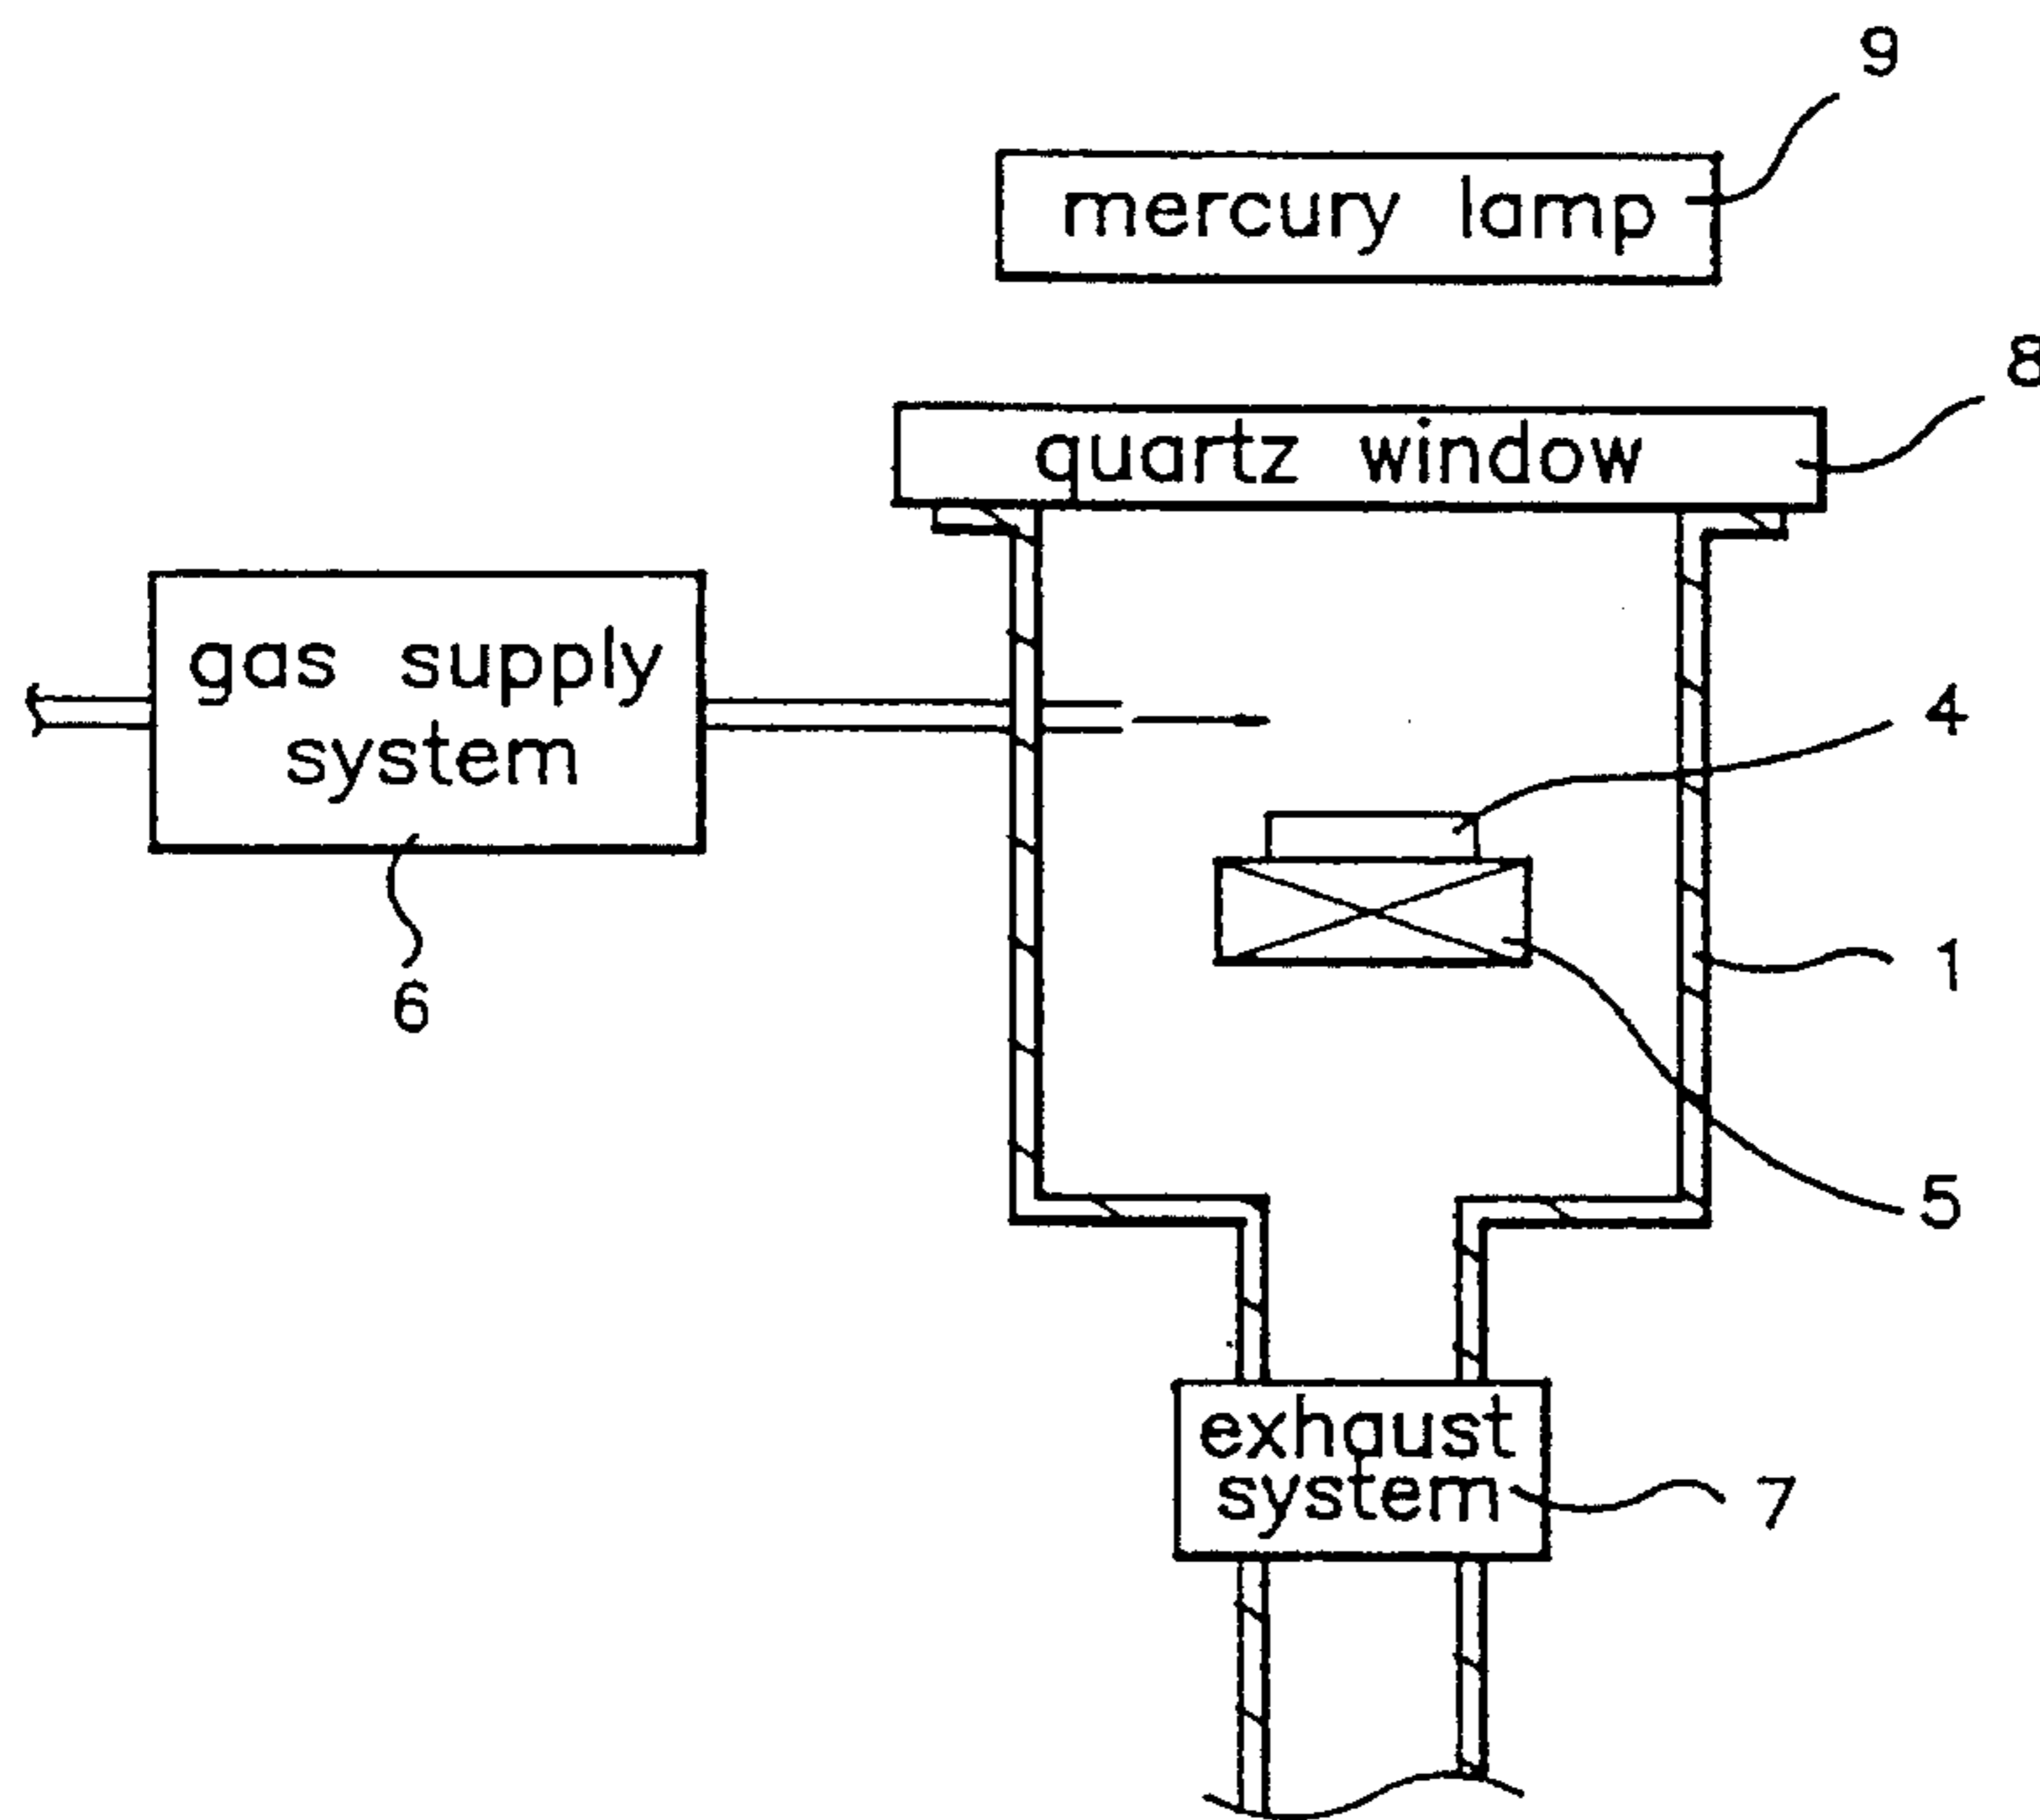 9
mercury lamp
8
quartz window
gas supply
system
4
1
6
5
exhaust
system
7